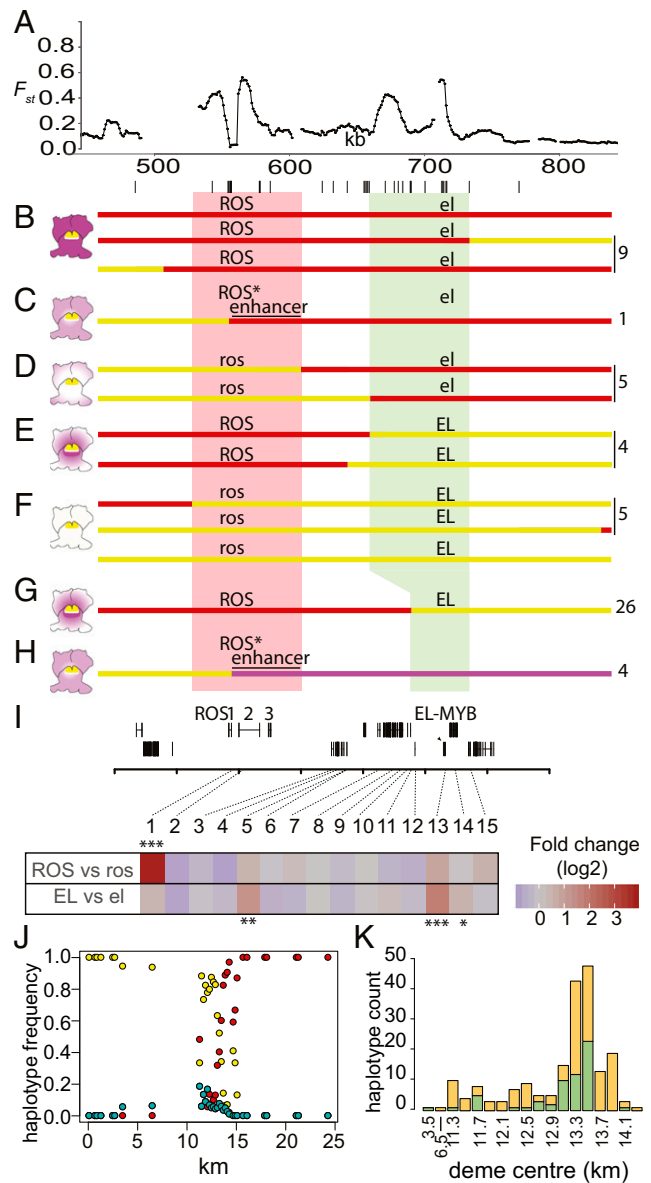 A
0.8
0.6
Fst 0.4
0.2
0.0
kb
500 600 700 800
B
ROS el
ROS el
9
ROS el
C
ROS* el
enhancer
1
D
ros el
5
ros el
E
ROS EL
4
ROS EL
F
ros EL
5
ros EL
ros EL
G
ROS EL
26
H
ROS*
enhancer
4
I
ROS1 2 3 EL-MYB
1 2 3 4 5 6 7 8 9 10 11 12 13 14 15
***
ROS vs ros
EL vs el
** *** *
Fold change
(log2)
0 1 2 3
J
haplotype frequency
1.0
0.8
0.6
0.4
0.2
0.0
0 5 10 15 20 25
km
K
haplotype count
50
40
30
20
10
0
3.5 6.5 11.3 11.7 12.1 12.5 12.9 13.3 13.7 14.1
deme centre (km)